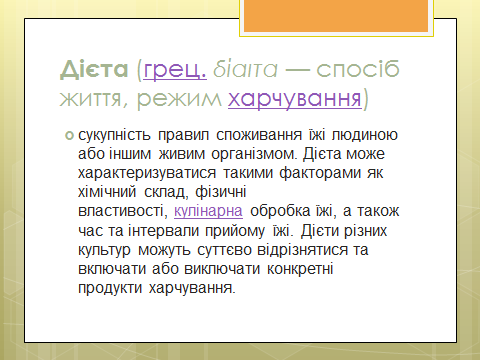 Дієта (грец. δίαιτα — спосіб
життя, режим харчування)
сукупність правил споживання їжі людиною
або іншим живим організмом. Дієта може
характеризуватися такими факторами як
хімічний склад, фізичні
властивості, кулінарна обробка їжі, а також
час та інтервали прийому їжі. Дієти різних
культур можуть суттєво відрізнятися та
включати або виключати конкретні
продукти харчування.